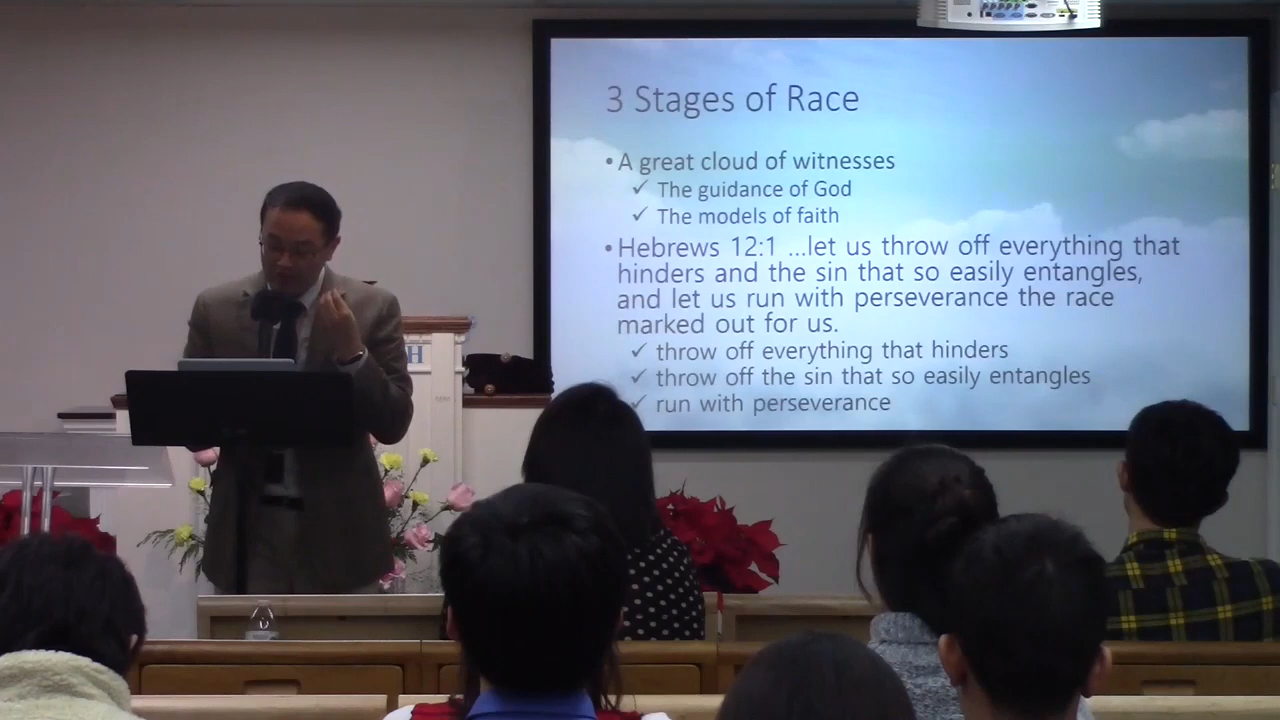 3 Stages of Race
• A great cloud of witnesses
✓ The guidance of God
✓ The models of faith
• Hebrews 12:1 ...let us throw off everything that
hinders and the sin that so easily entangles,
and let us run with perseverance the race
marked out for us.
✓ throw off everything that hinders
✓ throw off the sin that so easily entangles
✓ run with perseverance
H